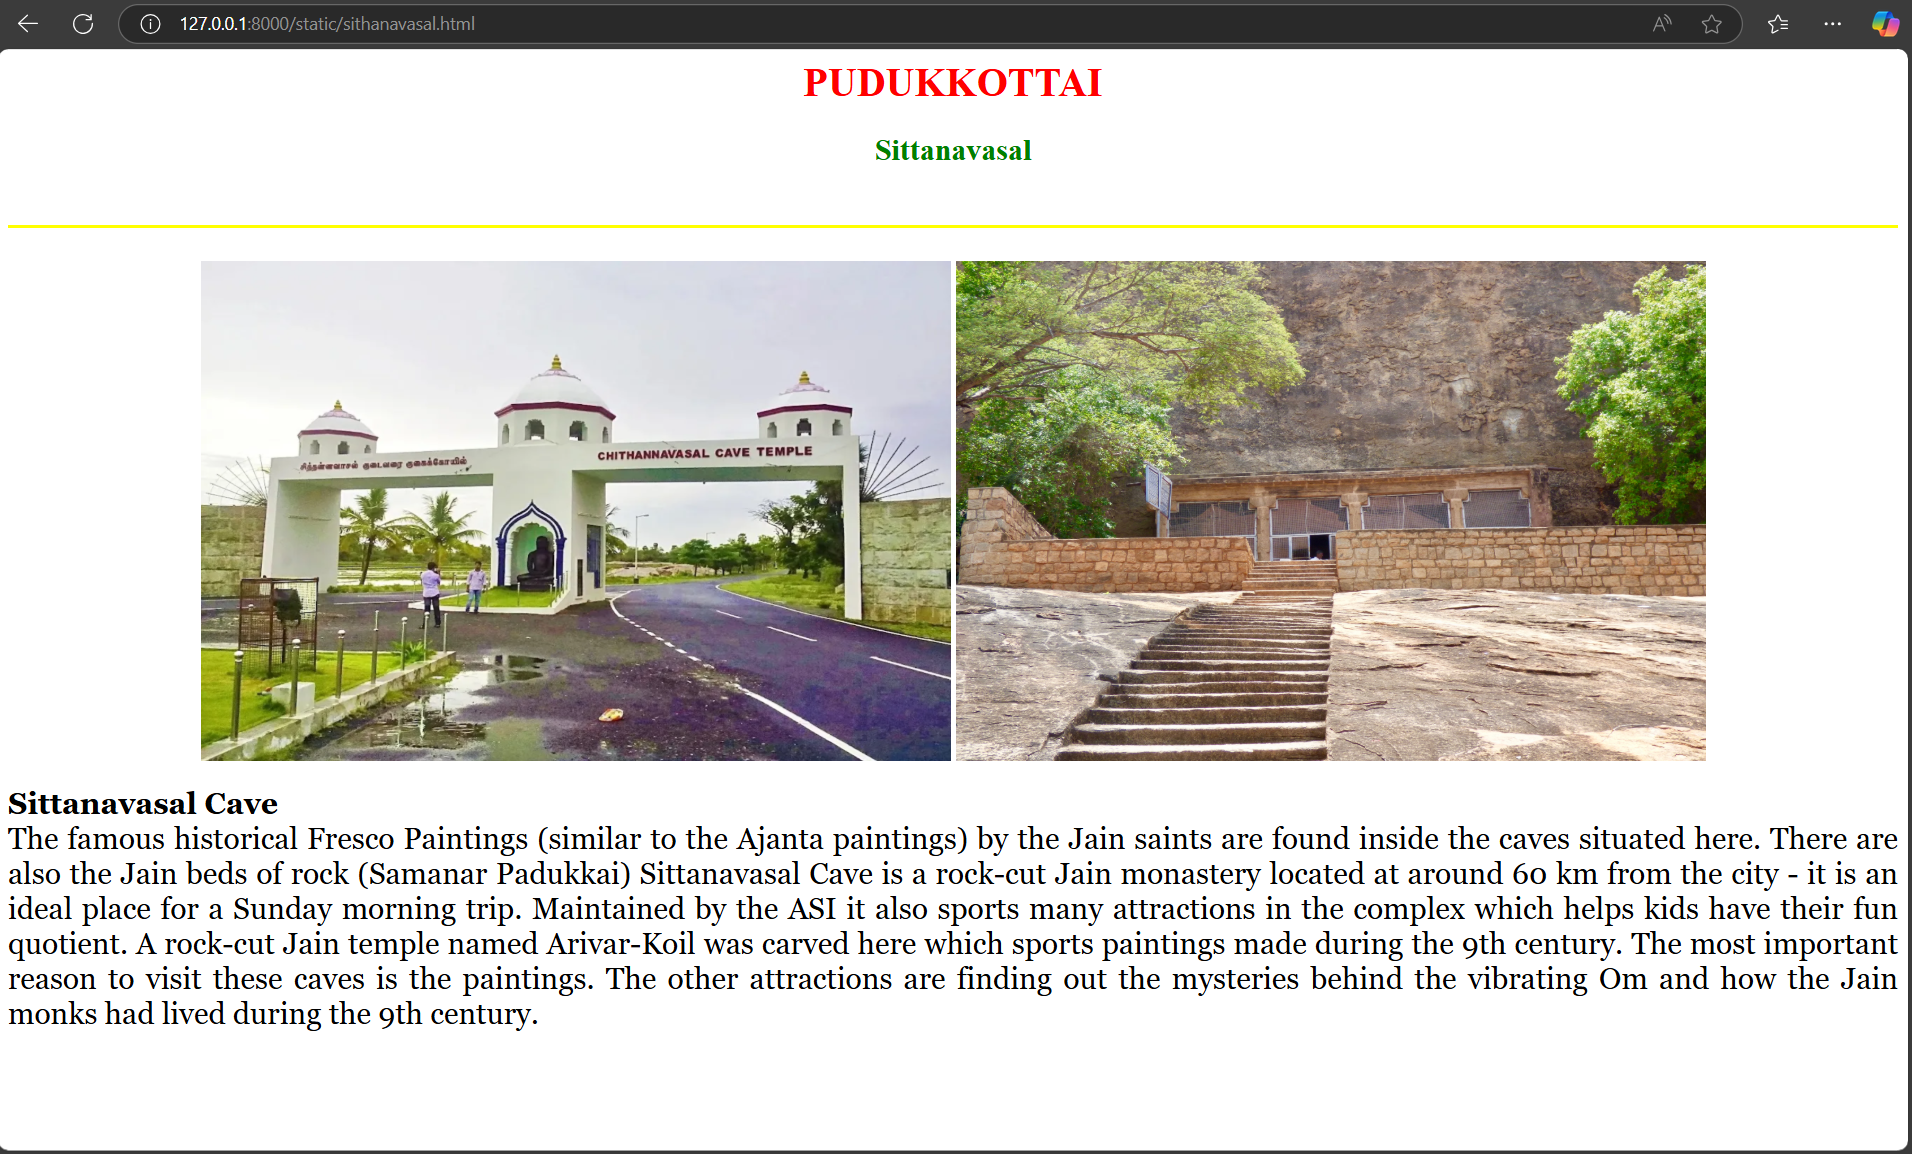 127.0.0.1:8000/static/sithanavasal.html
PUDUKKOTTAI
Sittanavasal
சித்தன்னவாசல் குடைவரை குகைக்கோயில்
CHITHANNAVASAL CAVE TEMPLE
Sittanavasal Cave
The famous historical Fresco Paintings (similar to the Ajanta paintings) by the Jain saints are found inside the caves situated here. There are
also the Jain beds of rock (Samanar Padukkai) Sittanavasal Cave is a rock-cut Jain monastery located at around 60 km from the city - it is an
ideal place for a Sunday morning trip. Maintained by the ASI it also sports many attractions in the complex which helps kids have their fun
quotient. A rock-cut Jain temple named Arivar-Koil was carved here which sports paintings made during the 9th century. The most important
reason to visit these caves is the paintings. The other attractions are finding out the mysteries behind the vibrating Om and how the Jain
monks had lived during the 9th century.